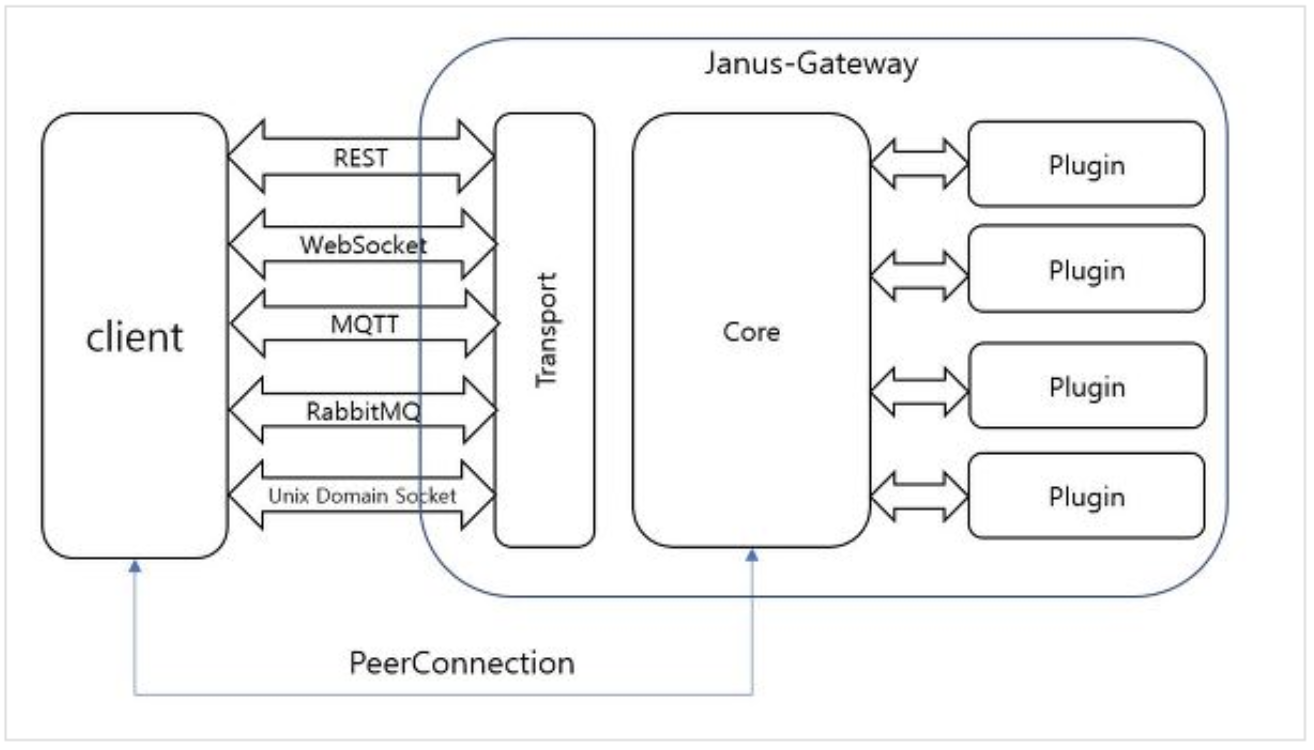 Janus-Gateway
client
REST
WebSocket
MQTT
RabbitMQ
Unix Domain Socket
Transport
Core
Plugin
Plugin
Plugin
Plugin
PeerConnection